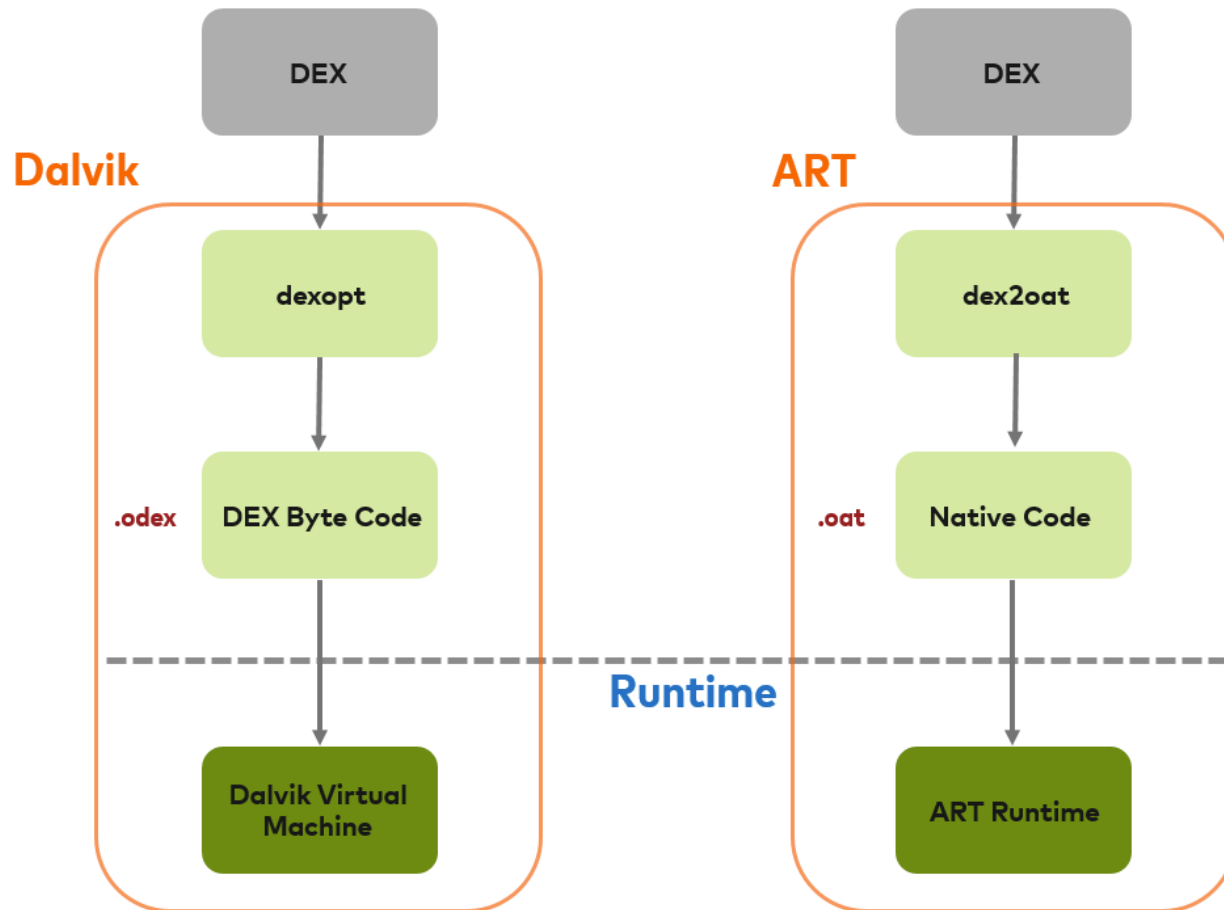 DEX
DEX
Dalvik
ART
dexopt
dex2oat
.odex
DEX Byte Code
.oat
Native Code
Runtime
Dalvik Virtual
Machine
ART Runtime